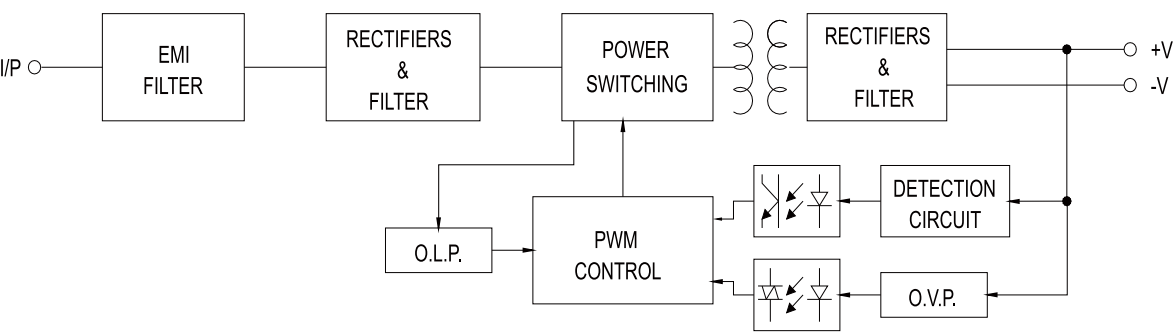 I/P
EMI
FILTER
RECTIFIERS
&
FILTER
POWER
SWITCHING
RECTIFIERS
&
FILTER
+V
-V
O.L.P.
PWM
CONTROL
DETECTION
CIRCUIT
O.V.P.